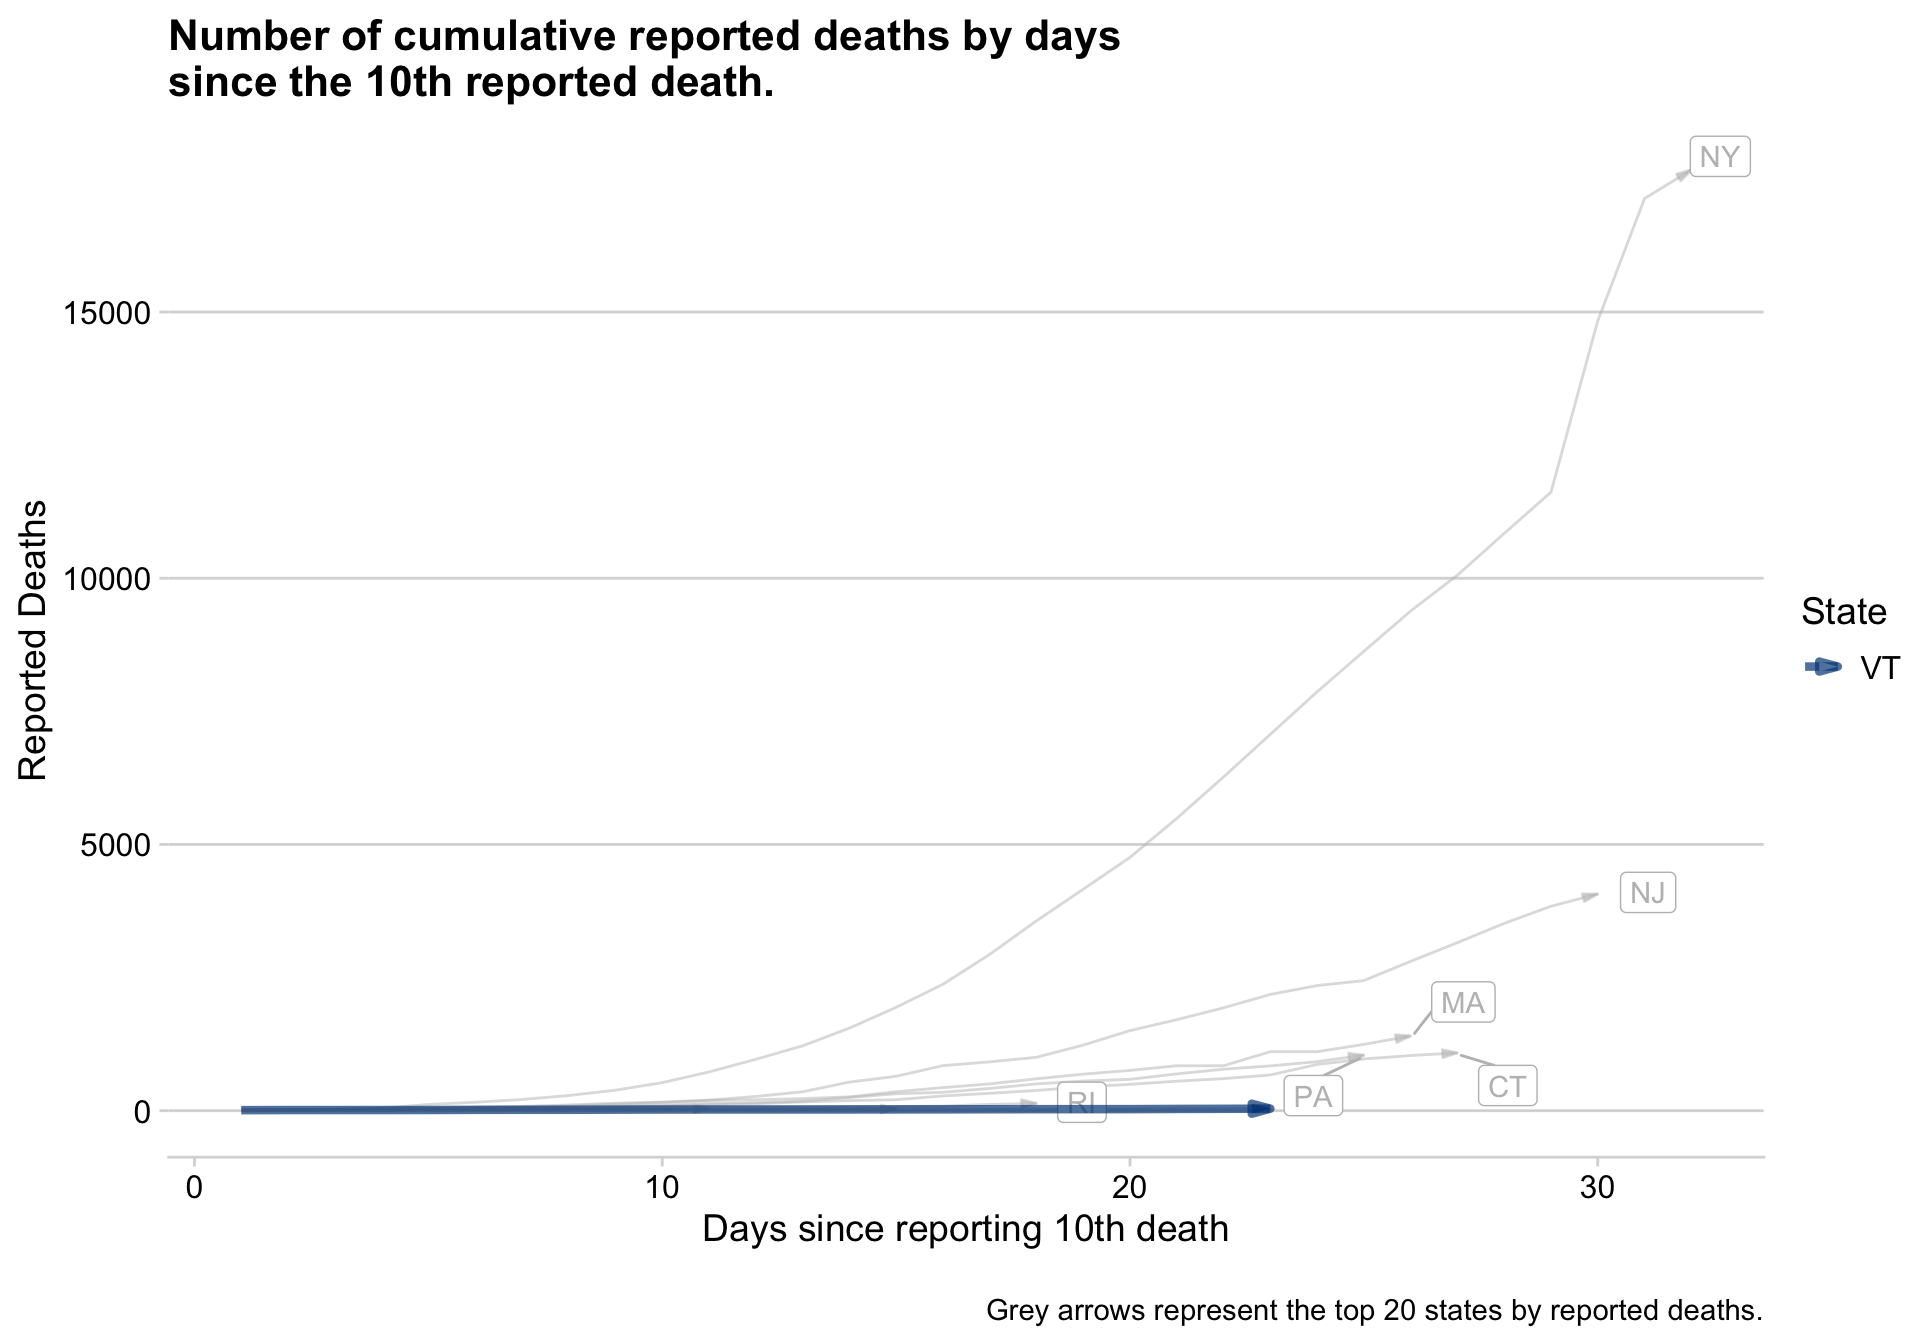 Number of cumulative reported deaths by days
since the 10th reported death.
NY
15000
10000
5000
0
Reported Deaths
NJ
MA
CT
PA
RI
State
VT
0 10 20 30
Days since reporting 10th death
Grey arrows represent the top 20 states by reported deaths.